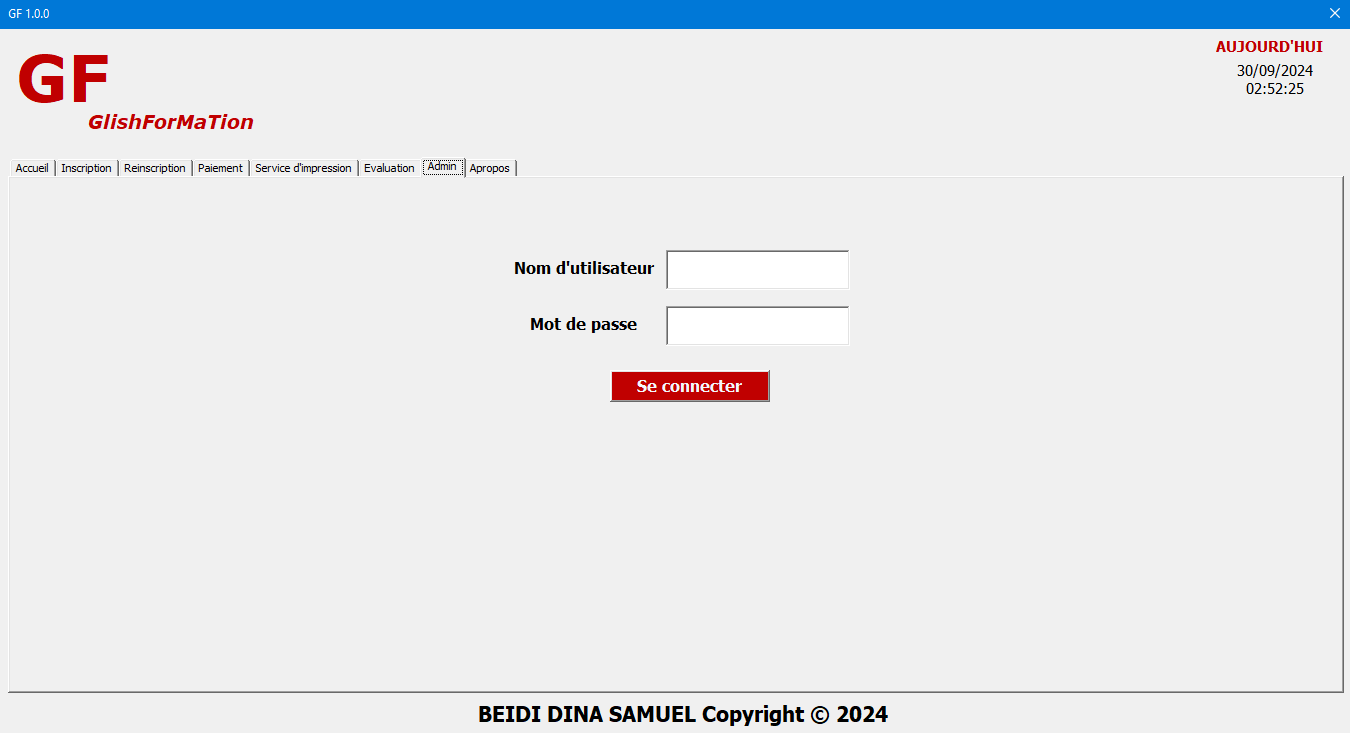 GF 1.0.0
AUJOURD'HUI
30/09/2024
02:52:25
GF
GlishForMaTion
Accueil Inscription Reinscription Paiement Service d'impression Evaluation Admin Apropos
Nom d'utilisateur
Mot de passe
Se connecter
BEIDI DINA SAMUEL Copyright © 2024